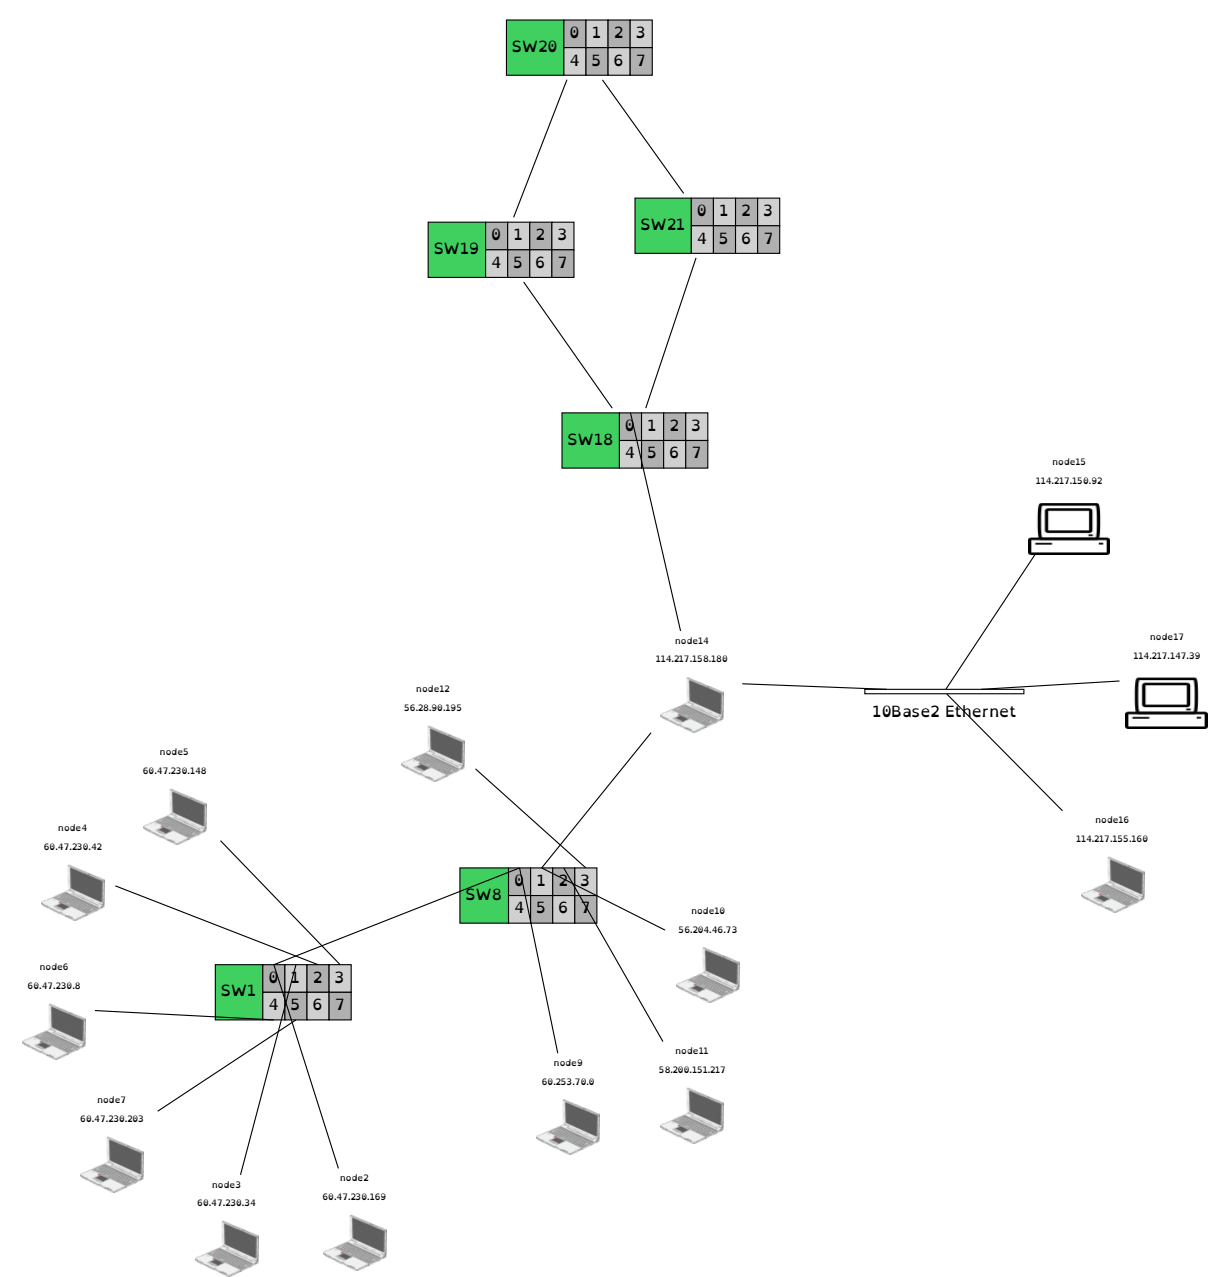 SW20 0 1 2 3
4 5 6 7
SW21 0 1 2 3
4 5 6 7
SW19 0 1 2 3
4 5 6 7
SW18 0 1 2 3
4 5 6 7
node15
114.217.150.92
node14
114.217.158.180
node17
114.217.147.39
10Base2 Ethernet
node12
56.28.90.195
node5
60.47.230.148
node4
60.47.230.42
node16
114.217.155.160
SW8 0 1 2 3
4 5 6 7
node10
56.204.46.73
node6
60.47.230.8
SW1 0 1 2 3
4 5 6 7
node11
58.200.151.217
node9
60.253.70.0
node7
60.47.230.203
node3
60.47.230.34
node2
60.47.230.169